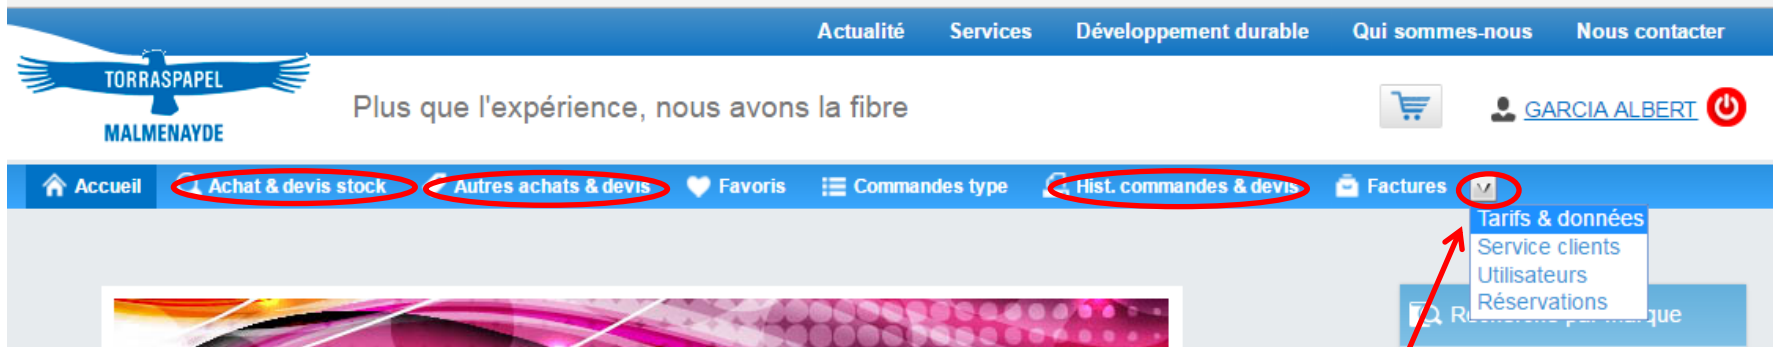 Actualité Services Développement durable Qui sommes-nous Nous contacter
TORRASPAPEL
MALMENAYDE
Plus que l'expérience, nous avons la fibre
GARCIA ALBERT
Accueil Achat & devis stock Autres achats & devis Favoris Commandes type Hist. commandes & devis Factures
Tarifs & données
Service clients
Utilisateurs
Réservations